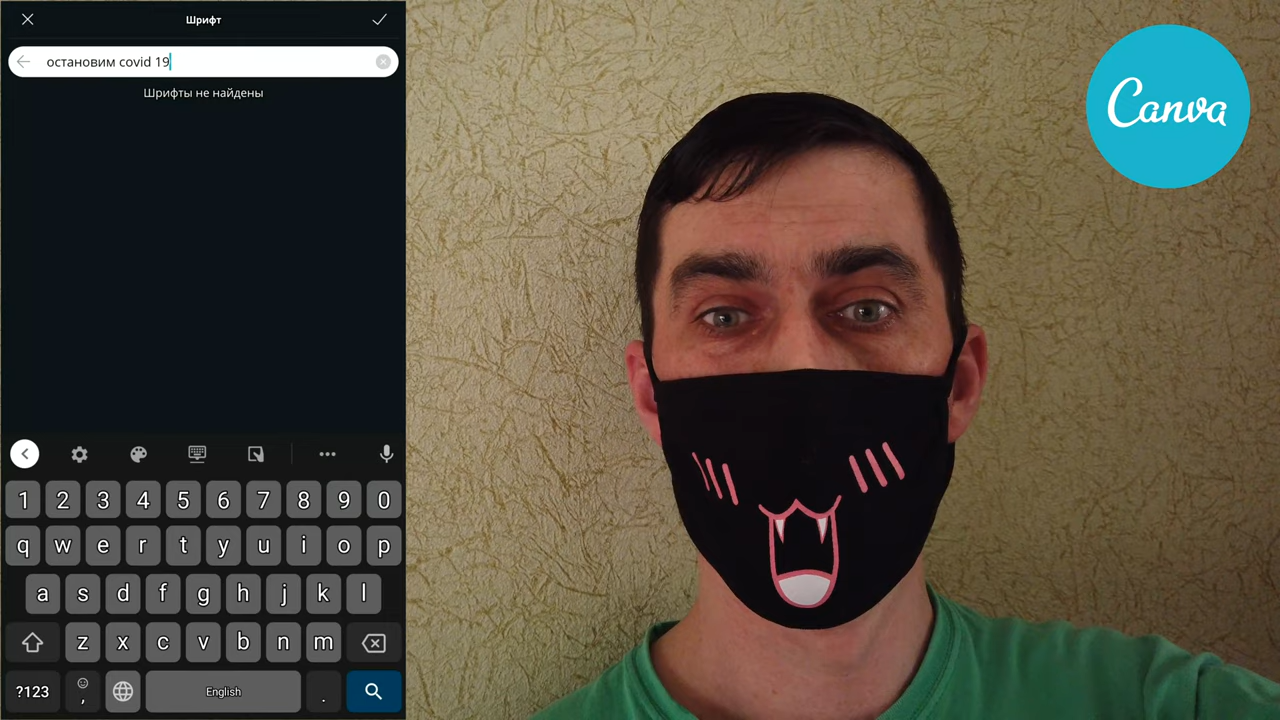 Шрифт
остановим covid 19
Шрифты не найдены
1 2 3 4 5 6 7 8 9 0
q w e r t y u i o p
a s d f g h j k l
z x c v b n m
?123 , English .
Canva